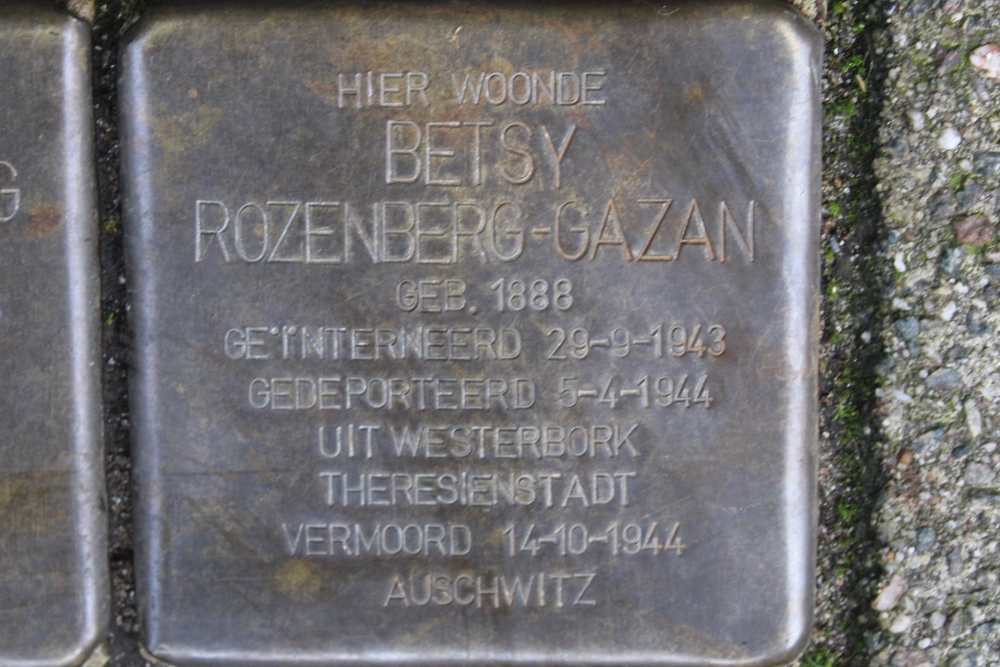 HIER WOONDE
BETSY
ROZENBERG-GAZAN
GEB. 1888
GEÏNTERNEERD 29-9-1943
GEDEPORTEERD 5-4-1944
UIT WESTERBORK
THERESIENSTADT
VERMOORD 14-10-1944
AUSCHWITZ
G